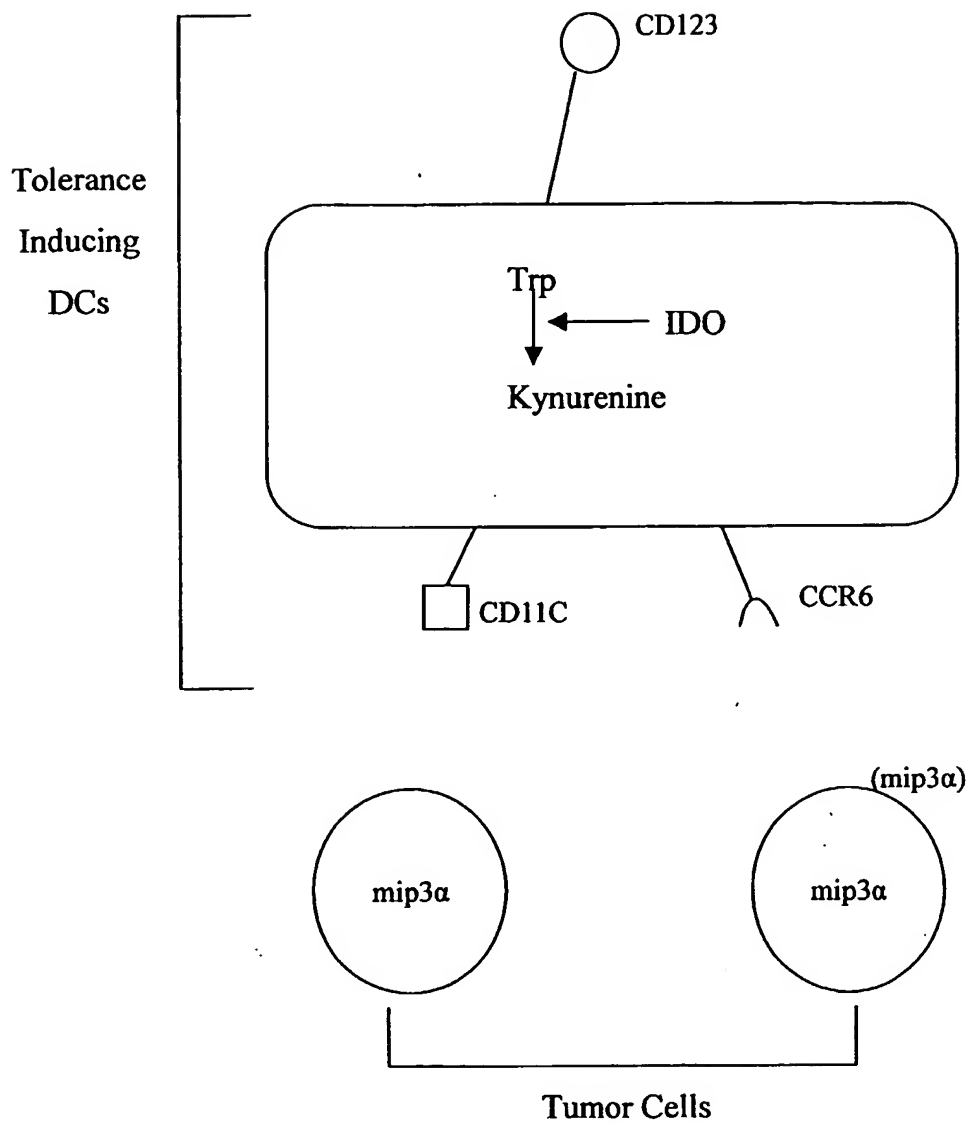 CD123
Tolerance
Inducing
DCs
Trp
IDO
Kynurenine
CD11C
CCR6
(mip3α)
mip3α
mip3α
Tumor Cells